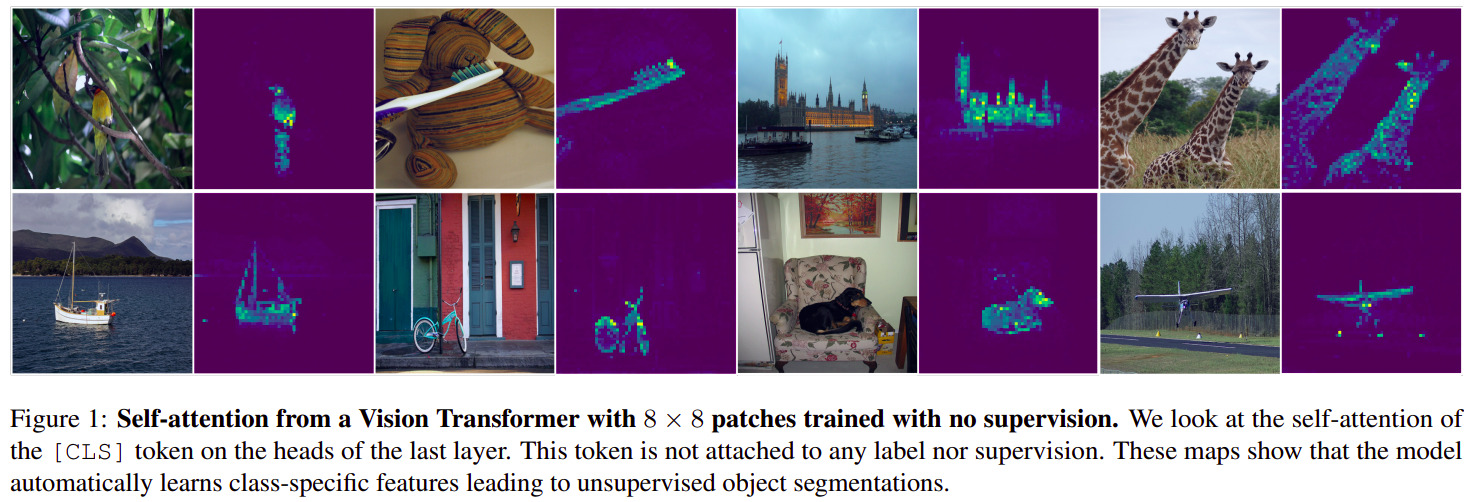 Figure 1: Self-attention from a Vision Transformer with 8 × 8 patches trained with no supervision. We look at the self-attention of
the [CLS] token on the heads of the last layer. This token is not attached to any label nor supervision. These maps show that the model
automatically learns class-specific features leading to unsupervised object segmentations.